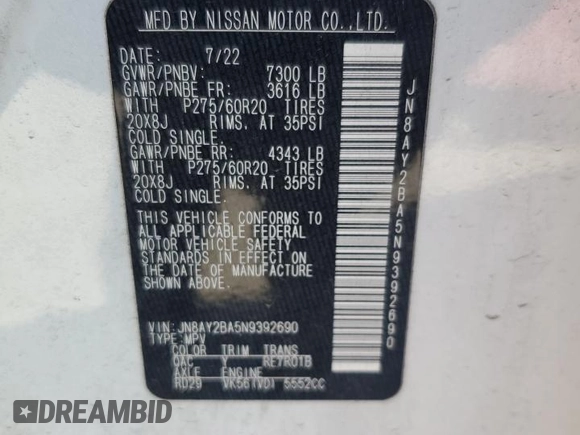 MFD BY NISSAN MOTOR CO.,LTD.
DATE: 7/22
GVWR/PNBV: 7300 LB
GAWR/PNBE FR: 3616 LB
WITH P275/60R20 TIRES
20X8J RIMS. AT 35PSI
COLD SINGLE.
GAWR/PNBE RR: 4343 LB
WITH P275/60R20 TIRES
20X8J RIMS. AT 35PSI
COLD SINGLE.
THIS VEHICLE CONFORMS TO
ALL APPLICABLE FEDERAL
MOTOR VEHICLE SAFETY
STANDARDS IN EFFECT ON
THE DATE OF MANUFACTURE
SHOWN ABOVE.
VIN: JN8AY2BA5N9392690
TYPE: MPV
COLOR TRIM TRANS
QAC Y RE7R01B
AXLE ENGINE
RD29 VK56(VD) 5552CC
JN8AY2BA5N9392690
DREAMBID